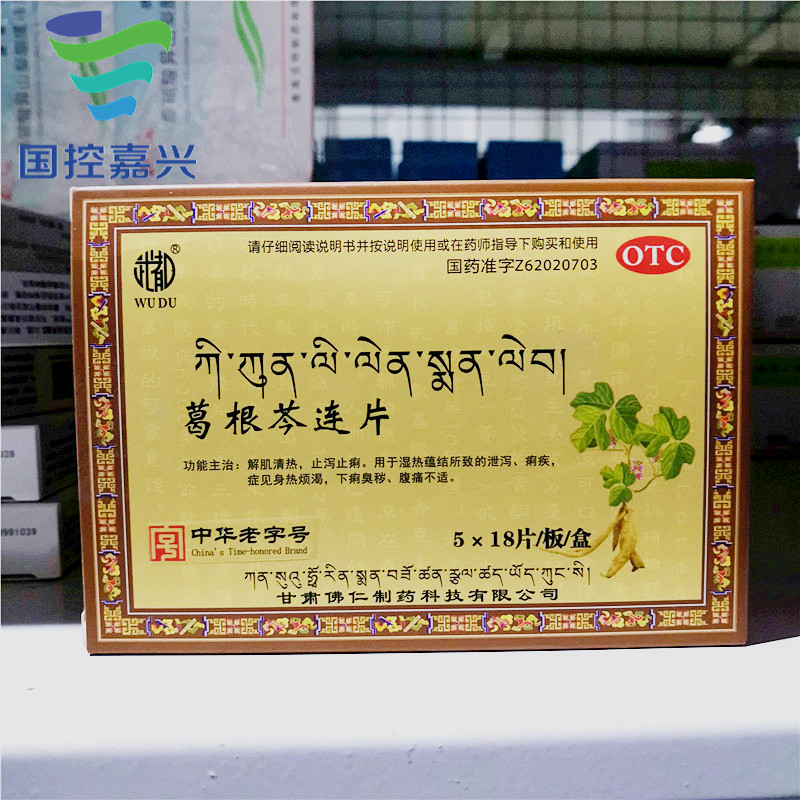 国控嘉兴
请仔细阅读说明书并按说明使用或在药师指导下购买和使用
国药准字Z62020703
OTC
武都®
WU DU
ཀི་ཀུན་ལི་ལེན་སྨན་ལེབ།
葛根芩连片
功能主治：解肌清热，止泻止痢。用于湿热蕴结所致的泄泻、痢疾，
症见身热烦渴、下痢臭秽、腹痛不适。
中华老字号
China's Time-honored Brand
5×18片/板/盒
ཀན་སུའུ་ཧྥོ་རིན་སྨན་བཟོ་ཚན་རྩལ་ཚད་ཡོད་ཀུང་སི།
甘肃佛仁制药科技有限公司